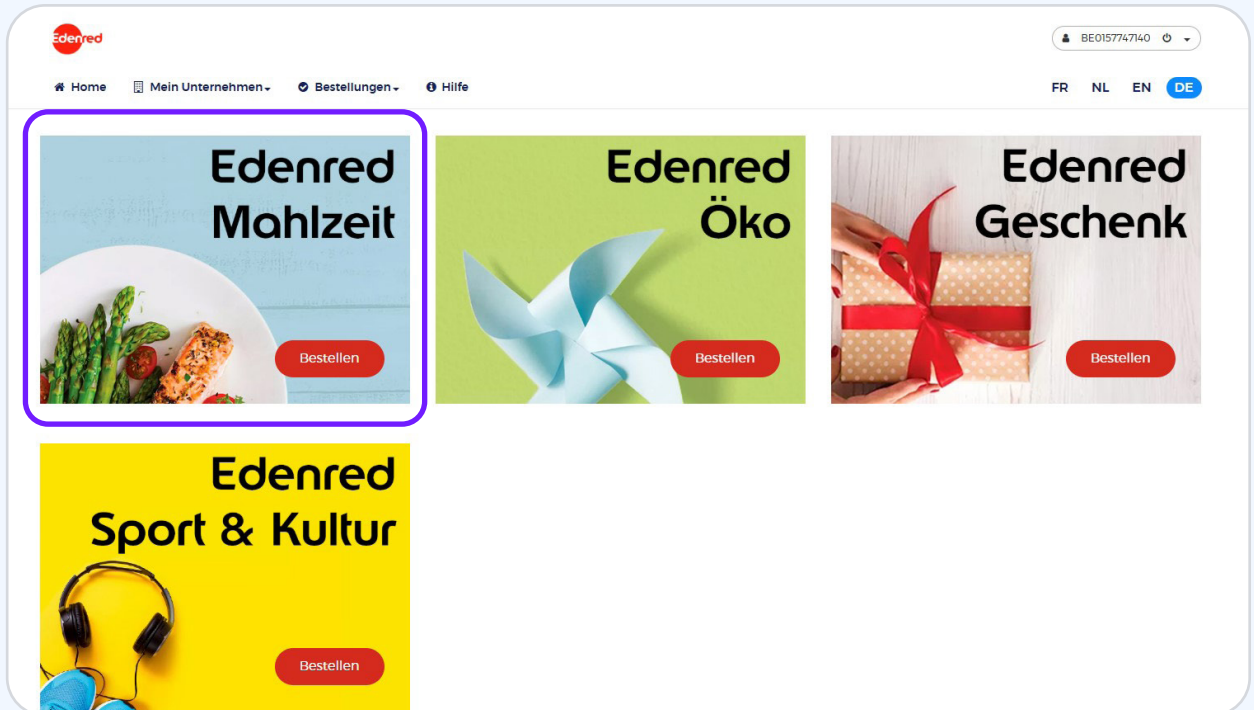 Edenred
BE0157747140
Home Mein Unternehmen Bestellungen Hilfe
FR NL EN DE
Edenred
Mahlzeit
Bestellen
Edenred
Öko
Bestellen
Edenred
Geschenk
Bestellen
Edenred
Sport & Kultur
Bestellen